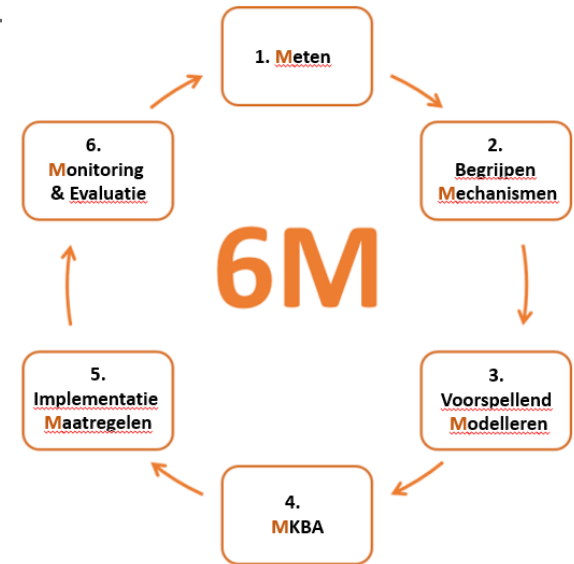 1. Meten
2.
Begrijpen
Mechanismen
3.
Voorspellend
Modelleren
4.
MKBA
5.
Implementatie
Maatregelen
6.
Monitoring
& Evaluatie
6M